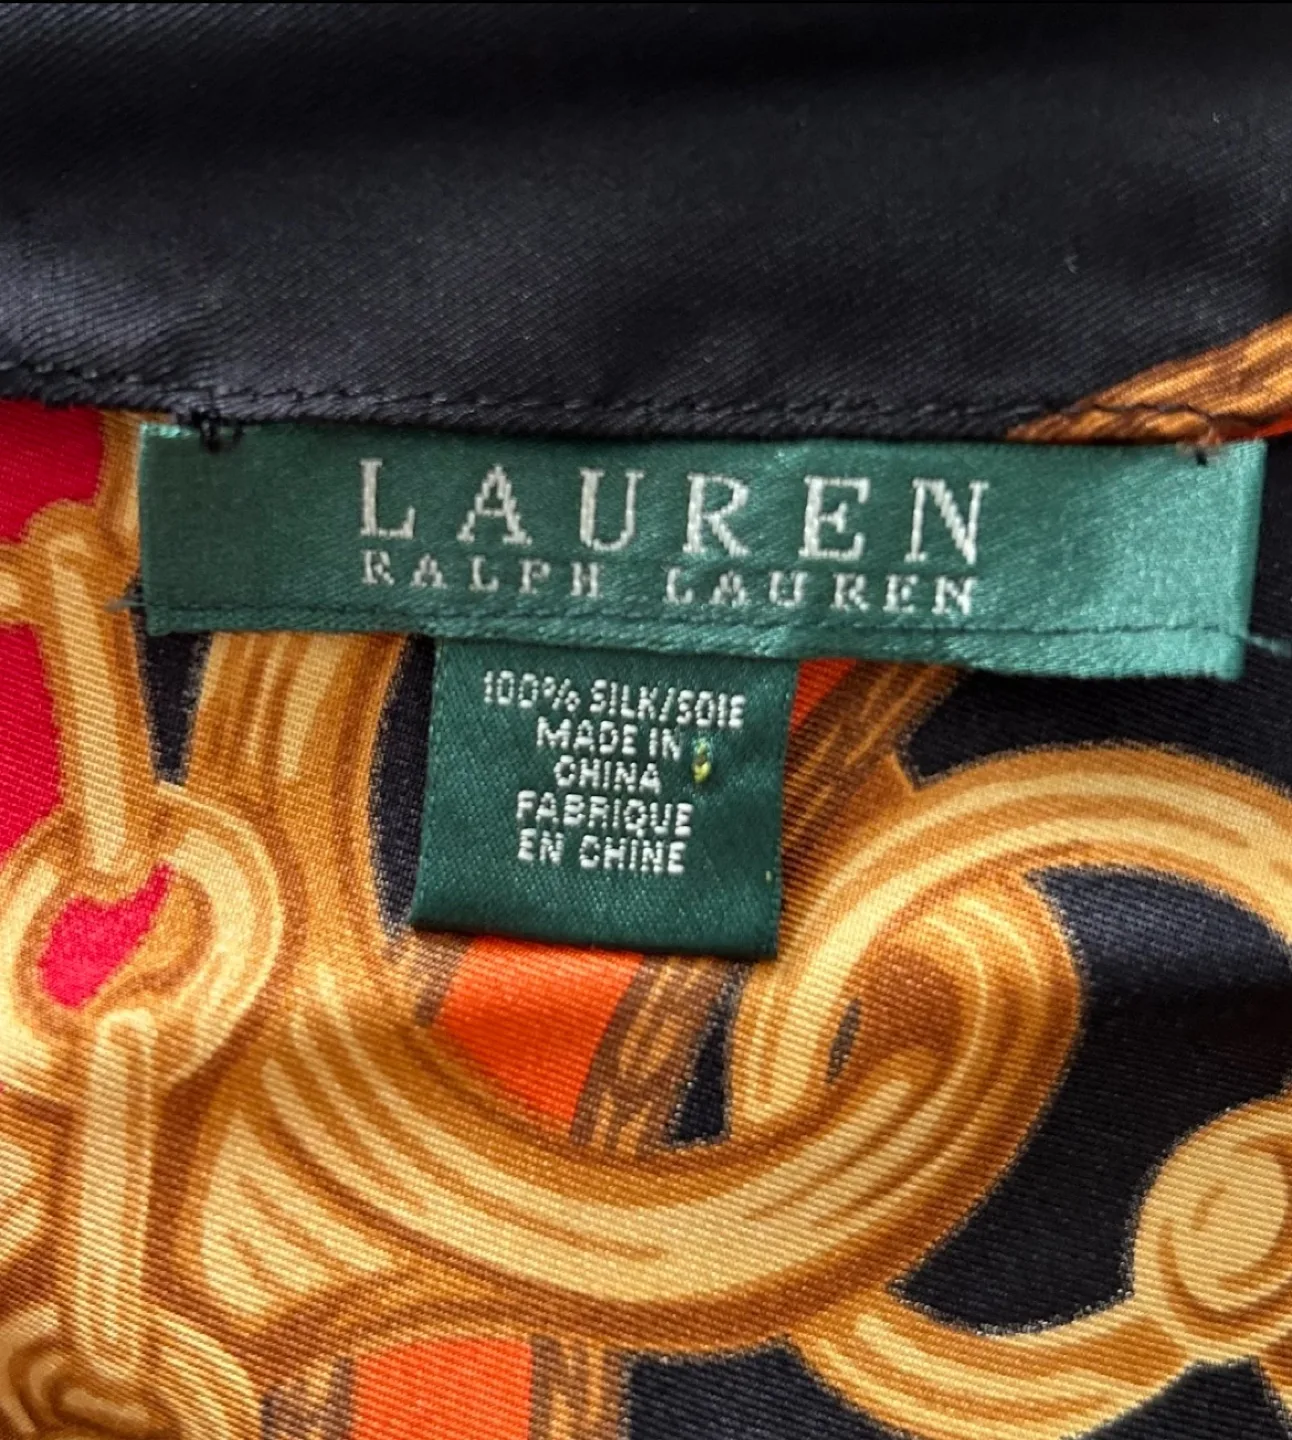 LAUREN
RALPH LAUREN
100% SILK/SOIE
MADE IN
CHINA
FABRIQUE
EN CHINE